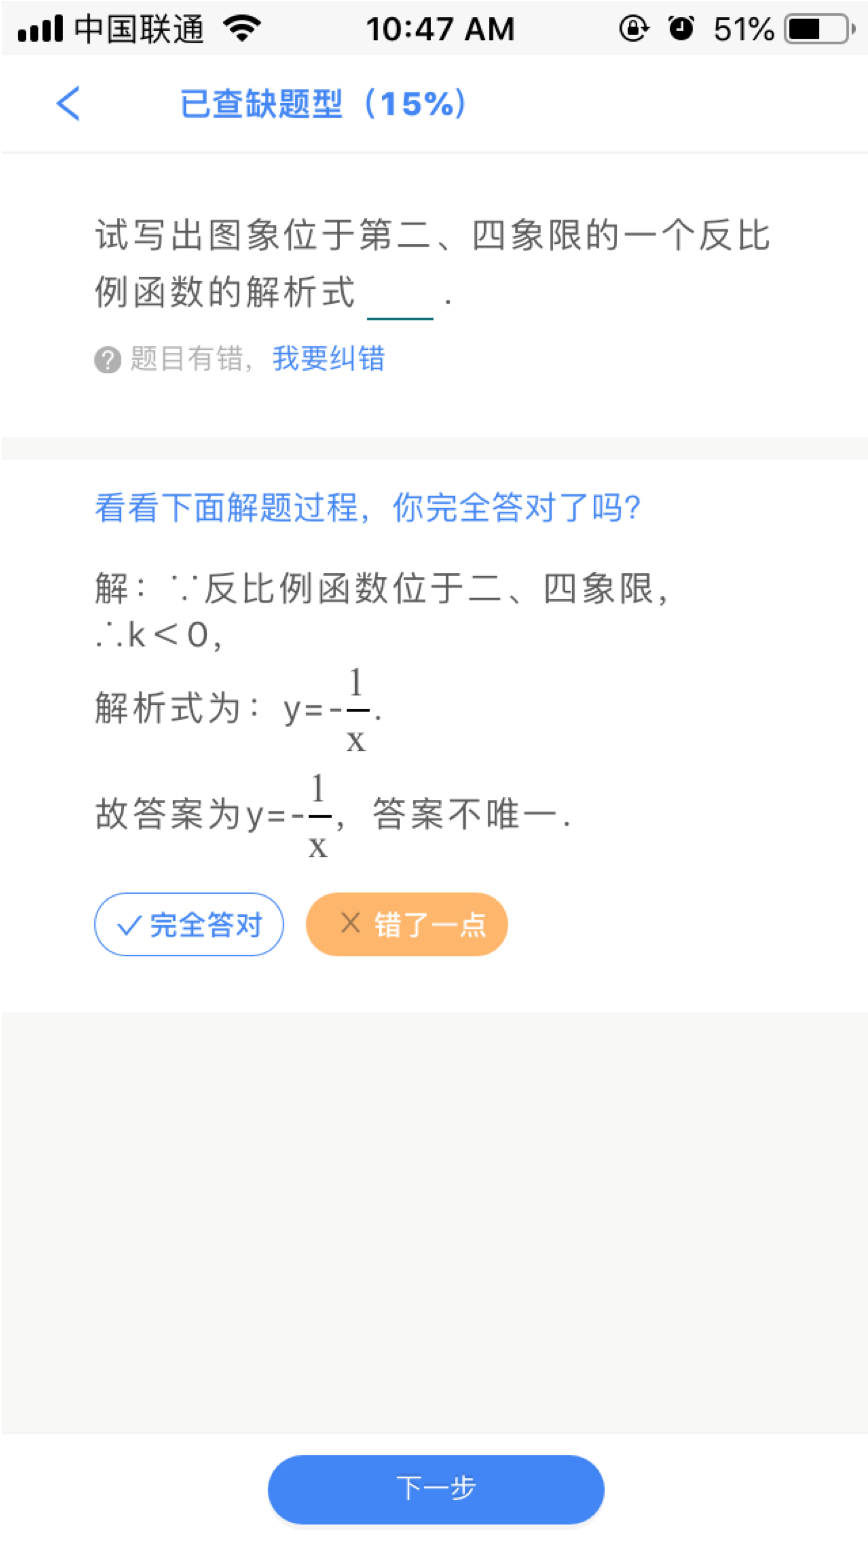 中国联通 10:47 AM 51%
已查缺题型（15%）
试写出图象位于第二、四象限的一个反比
例函数的解析式____.
? 题目有错，我要纠错
看看下面解题过程，你完全答对了吗?
解：∵反比例函数位于二、四象限，
∴k＜0，
解析式为：y=-1/x.
故答案为y=-1/x，答案不唯一.
✓完全答对 × 错了一点
下一步